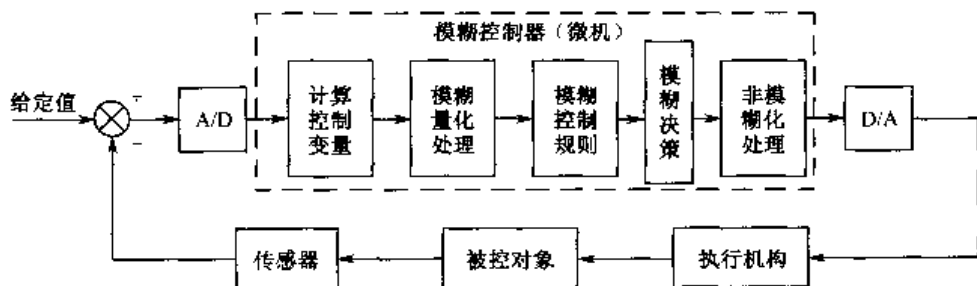 模糊控制器（微机）
给定值
+
−
A/D
计算
控制
变量
模糊
量化
处理
模糊
控制
规则
模
糊
决
策
非模
糊化
处理
D/A
传感器
被控对象
执行机构